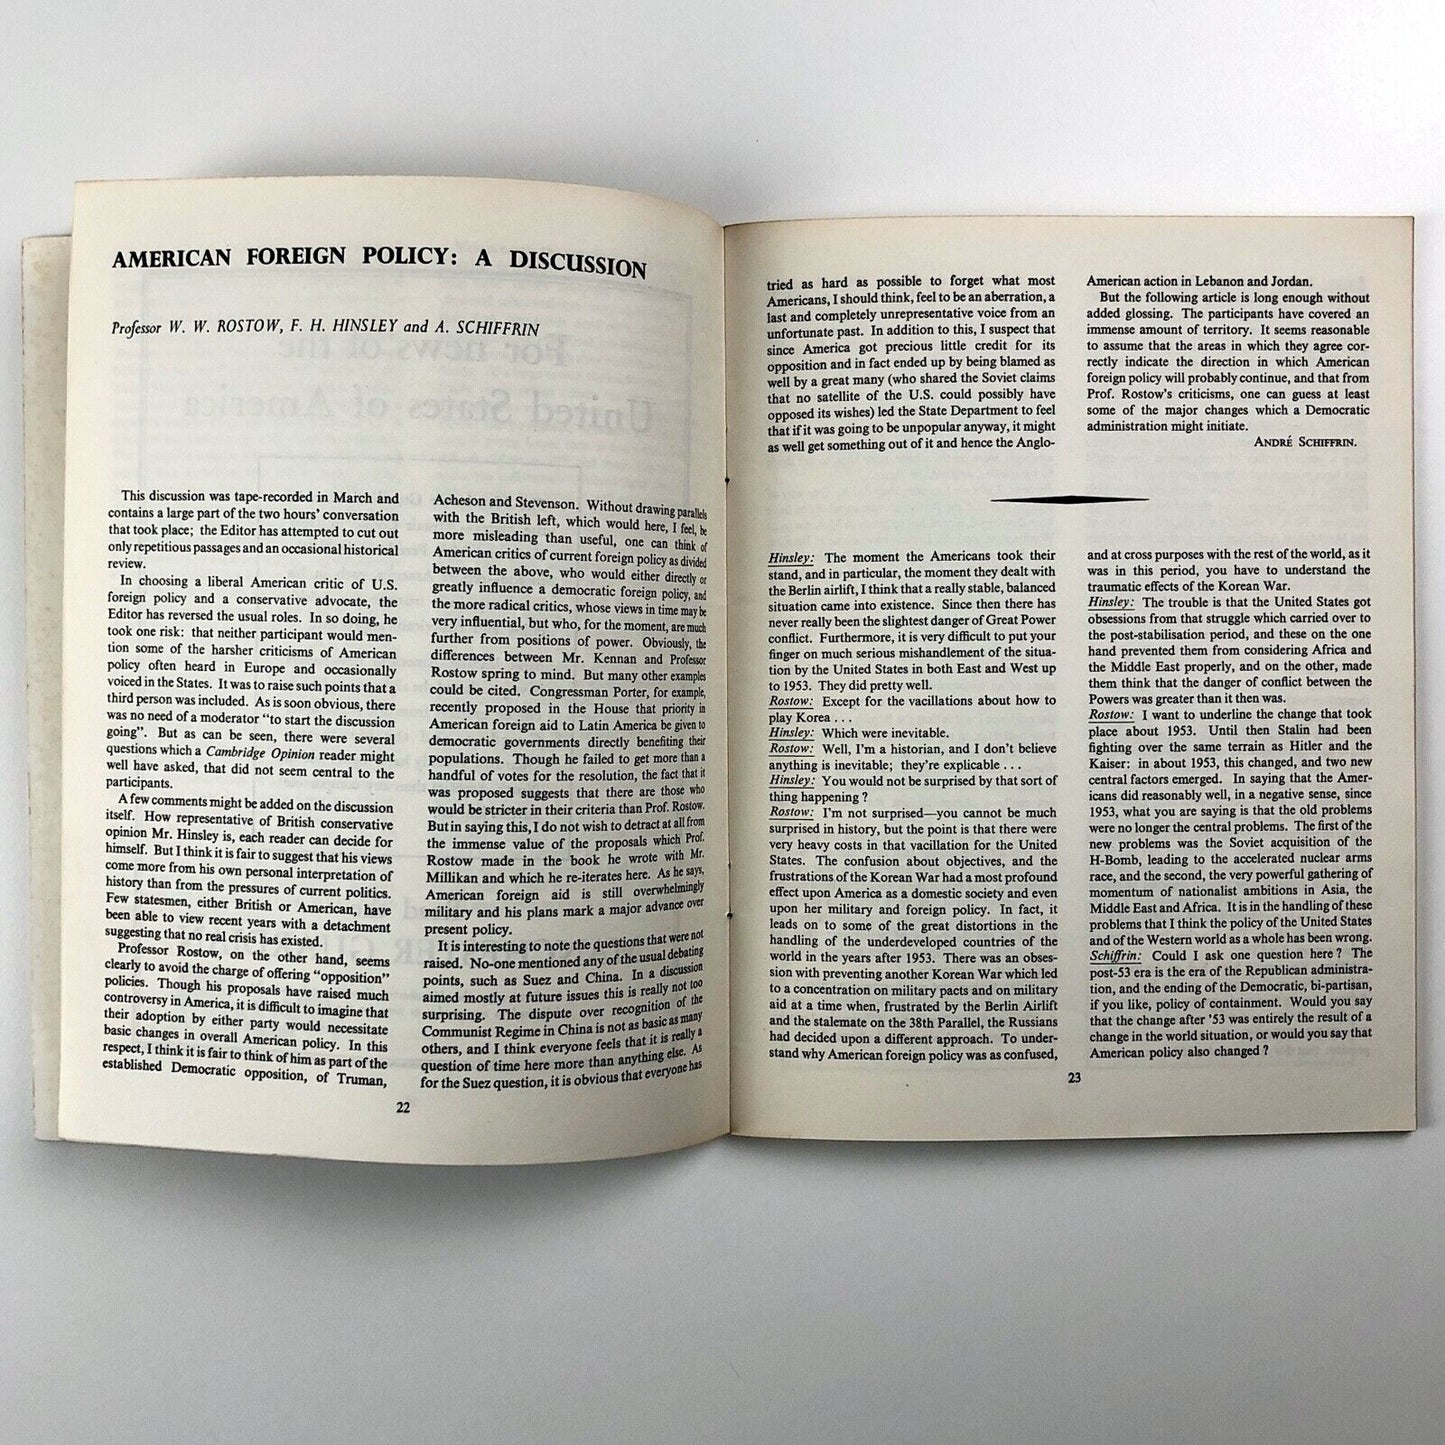 AMERICAN FOREIGN POLICY: A DISCUSSION
Professor W. W. ROSTOW, F. H. HINSLEY and A. SCHIFFRIN
This discussion was tape-recorded in March and
contains a large part of the two hours' conversation
that took place; the Editor has attempted to cut out
only repetitious passages and an occasional historical
review.
In choosing a liberal American critic of U.S.
foreign policy and a conservative advocate, the
Editor has reversed the usual roles. In so doing, he
took one risk: that neither participant would men-
tion some of the harsher criticisms of American
policy often heard in Europe and occasionally
voiced in the States. It was to raise such points that a
third person was included. As is soon obvious, there
was no need of a moderator "to start the discussion
going". But as can be seen, there were several
questions which a Cambridge Opinion reader might
well have asked, that did not seem central to the
participants.
A few comments might be added on the discussion
itself. How representative of British conservative
opinion Mr. Hinsley is, each reader can decide for
himself. But I think it is fair to suggest that his views
come more from his own personal interpretation of
history than from the pressures of current politics.
Few statesmen, either British or American, have
been able to view recent years with a detachment
suggesting that no real crisis has existed.
Professor Rostow, on the other hand, seems
clearly to avoid the charge of offering "opposition"
policies. Though his proposals have raised much
controversy in America, it is difficult to imagine that
their adoption by either party would necessitate
basic changes in overall American policy. In this
respect, I think it is fair to think of him as part of the
established Democratic opposition, of Truman,
Acheson and Stevenson. Without drawing parallels
with the British left, which would here, I feel, be
more misleading than useful, one can think of
American critics of current foreign policy as divided
between the above, who would either directly or
greatly influence a democratic foreign policy, and
the more radical critics, whose views in time may be
very influential, but who, for the moment, are much
further from positions of power. Obviously, the
differences between Mr. Kennan and Professor
Rostow spring to mind. But many other examples
could be cited. Congressman Porter, for example,
recently proposed in the House that priority in
American foreign aid to Latin America be given to
democratic governments directly benefiting their
populations. Though he failed to get more than a
handful of votes for the resolution, the fact that it
was proposed suggests that there are those who
would be stricter in their criteria than Prof. Rostow.
But in saying this, I do not wish to detract at all from
the immense value of the proposals which Prof.
Rostow made in the book he wrote with Mr.
Millikan and which he re-iterates here. As he says,
American foreign aid is still overwhelmingly
military and his plans mark a major advance over
present policy.
It is interesting to note the questions that were not
raised. No-one mentioned any of the usual debating
points, such as Suez and China. In a discussion
aimed mostly at future issues this is really not too
surprising. The dispute over recognition of the
Communist Regime in China is not as basic as many
others, and I think everyone feels that it is really a
question of time here more than anything else. As
for the Suez question, it is obvious that everyone has
22
tried as hard as possible to forget what most
Americans, I should think, feel to be an aberration, a
last and completely unrepresentative voice from an
unfortunate past. In addition to this, I suspect that
since America got precious little credit for its
opposition and in fact ended up by being blamed as
well by a great many (who shared the Soviet claims
that no satellite of the U.S. could possibly have
opposed its wishes) led the State Department to feel
that if it was going to be unpopular anyway, it might
as well get something out of it and hence the Anglo-
American action in Lebanon and Jordan.
But the following article is long enough without
added glossing. The participants have covered an
immense amount of territory. It seems reasonable
to assume that the areas in which they agree cor-
rectly indicate the direction in which American
foreign policy will probably continue, and that from
Prof. Rostow's criticisms, one can guess at least
some of the major changes which a Democratic
administration might initiate.
ANDRÉ SCHIFFRIN.
Hinsley: The moment the Americans took their
stand, and in particular, the moment they dealt with
the Berlin airlift, I think that a really stable, balanced
situation came into existence. Since then there has
never really been the slightest danger of Great Power
conflict. Furthermore, it is very difficult to put your
finger on much serious mishandlement of the situa-
tion by the United States in both East and West up
to 1953. They did pretty well.
Rostow: Except for the vacillations about how to
play Korea . . .
Hinsley: Which were inevitable.
Rostow: Well, I'm a historian, and I don't believe
anything is inevitable; they're explicable . . .
Hinsley: You would not be surprised by that sort of
thing happening?
Rostow: I'm not surprised—you cannot be much
surprised in history, but the point is that there were
very heavy costs in that vacillation for the United
States. The confusion about objectives, and the
frustrations of the Korean War had a most profound
effect upon America as a domestic society and even
upon her military and foreign policy. In fact, it
leads on to some of the great distortions in the
handling of the underdeveloped countries of the
world in the years after 1953. There was an obses-
sion with preventing another Korean War which led
to a concentration on military pacts and on military
aid at a time when, frustrated by the Berlin Airlift
and the stalemate on the 38th Parallel, the Russians
had decided upon a different approach. To under-
stand why American foreign policy was as confused,
and at cross purposes with the rest of the world, as it
was in this period, you have to understand the
traumatic effects of the Korean War.
Hinsley: The trouble is that the United States got
obsessions from that struggle which carried over to
the post-stabilisation period, and these on the one
hand prevented them from considering Africa and
the Middle East properly, and on the other, made
them think that the danger of conflict between the
Powers was greater than it then was.
Rostow: I want to underline the change that took
place about 1953. Until then Stalin had been
fighting over the same terrain as Hitler and the
Kaiser: in about 1953, this changed, and two new
central factors emerged. In saying that the Amer-
icans did reasonably well, in a negative sense, since
1953, what you are saying is that the old problems
were no longer the central problems. The first of the
new problems was the Soviet acquisition of the
H-Bomb, leading to the accelerated nuclear arms
race, and the second, the very powerful gathering of
momentum of nationalist ambitions in Asia, the
Middle East and Africa. It is in the handling of these
problems that I think the policy of the United States
and of the Western world as a whole has been wrong.
Schiffrin: Could I ask one question here? The
post-53 era is the era of the Republican administra-
tion, and the ending of the Democratic, bi-partisan,
if you like, policy of containment. Would you say
that the change after '53 was entirely the result of a
change in the world situation, or would you say that
American policy also changed?
23